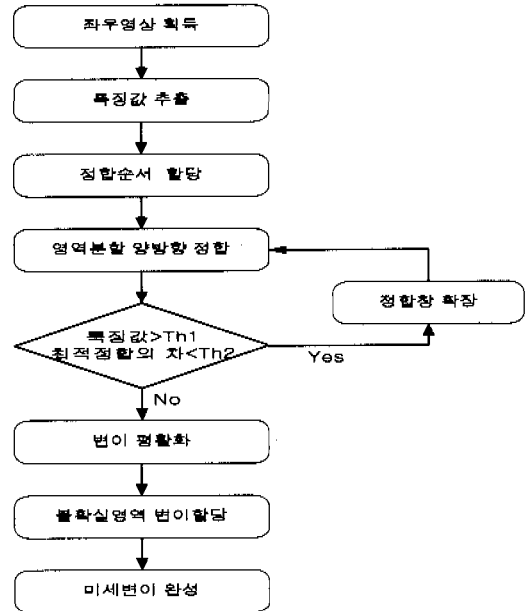 좌우영상 획득
특징값 추출
정합순서 할당
영역분할 양방향 정합
정합창 확장
특징값>Th1
최적정합의 차<Th2
Yes
No
변이 평활화
불확실영역 변이할당
미세변이 완성